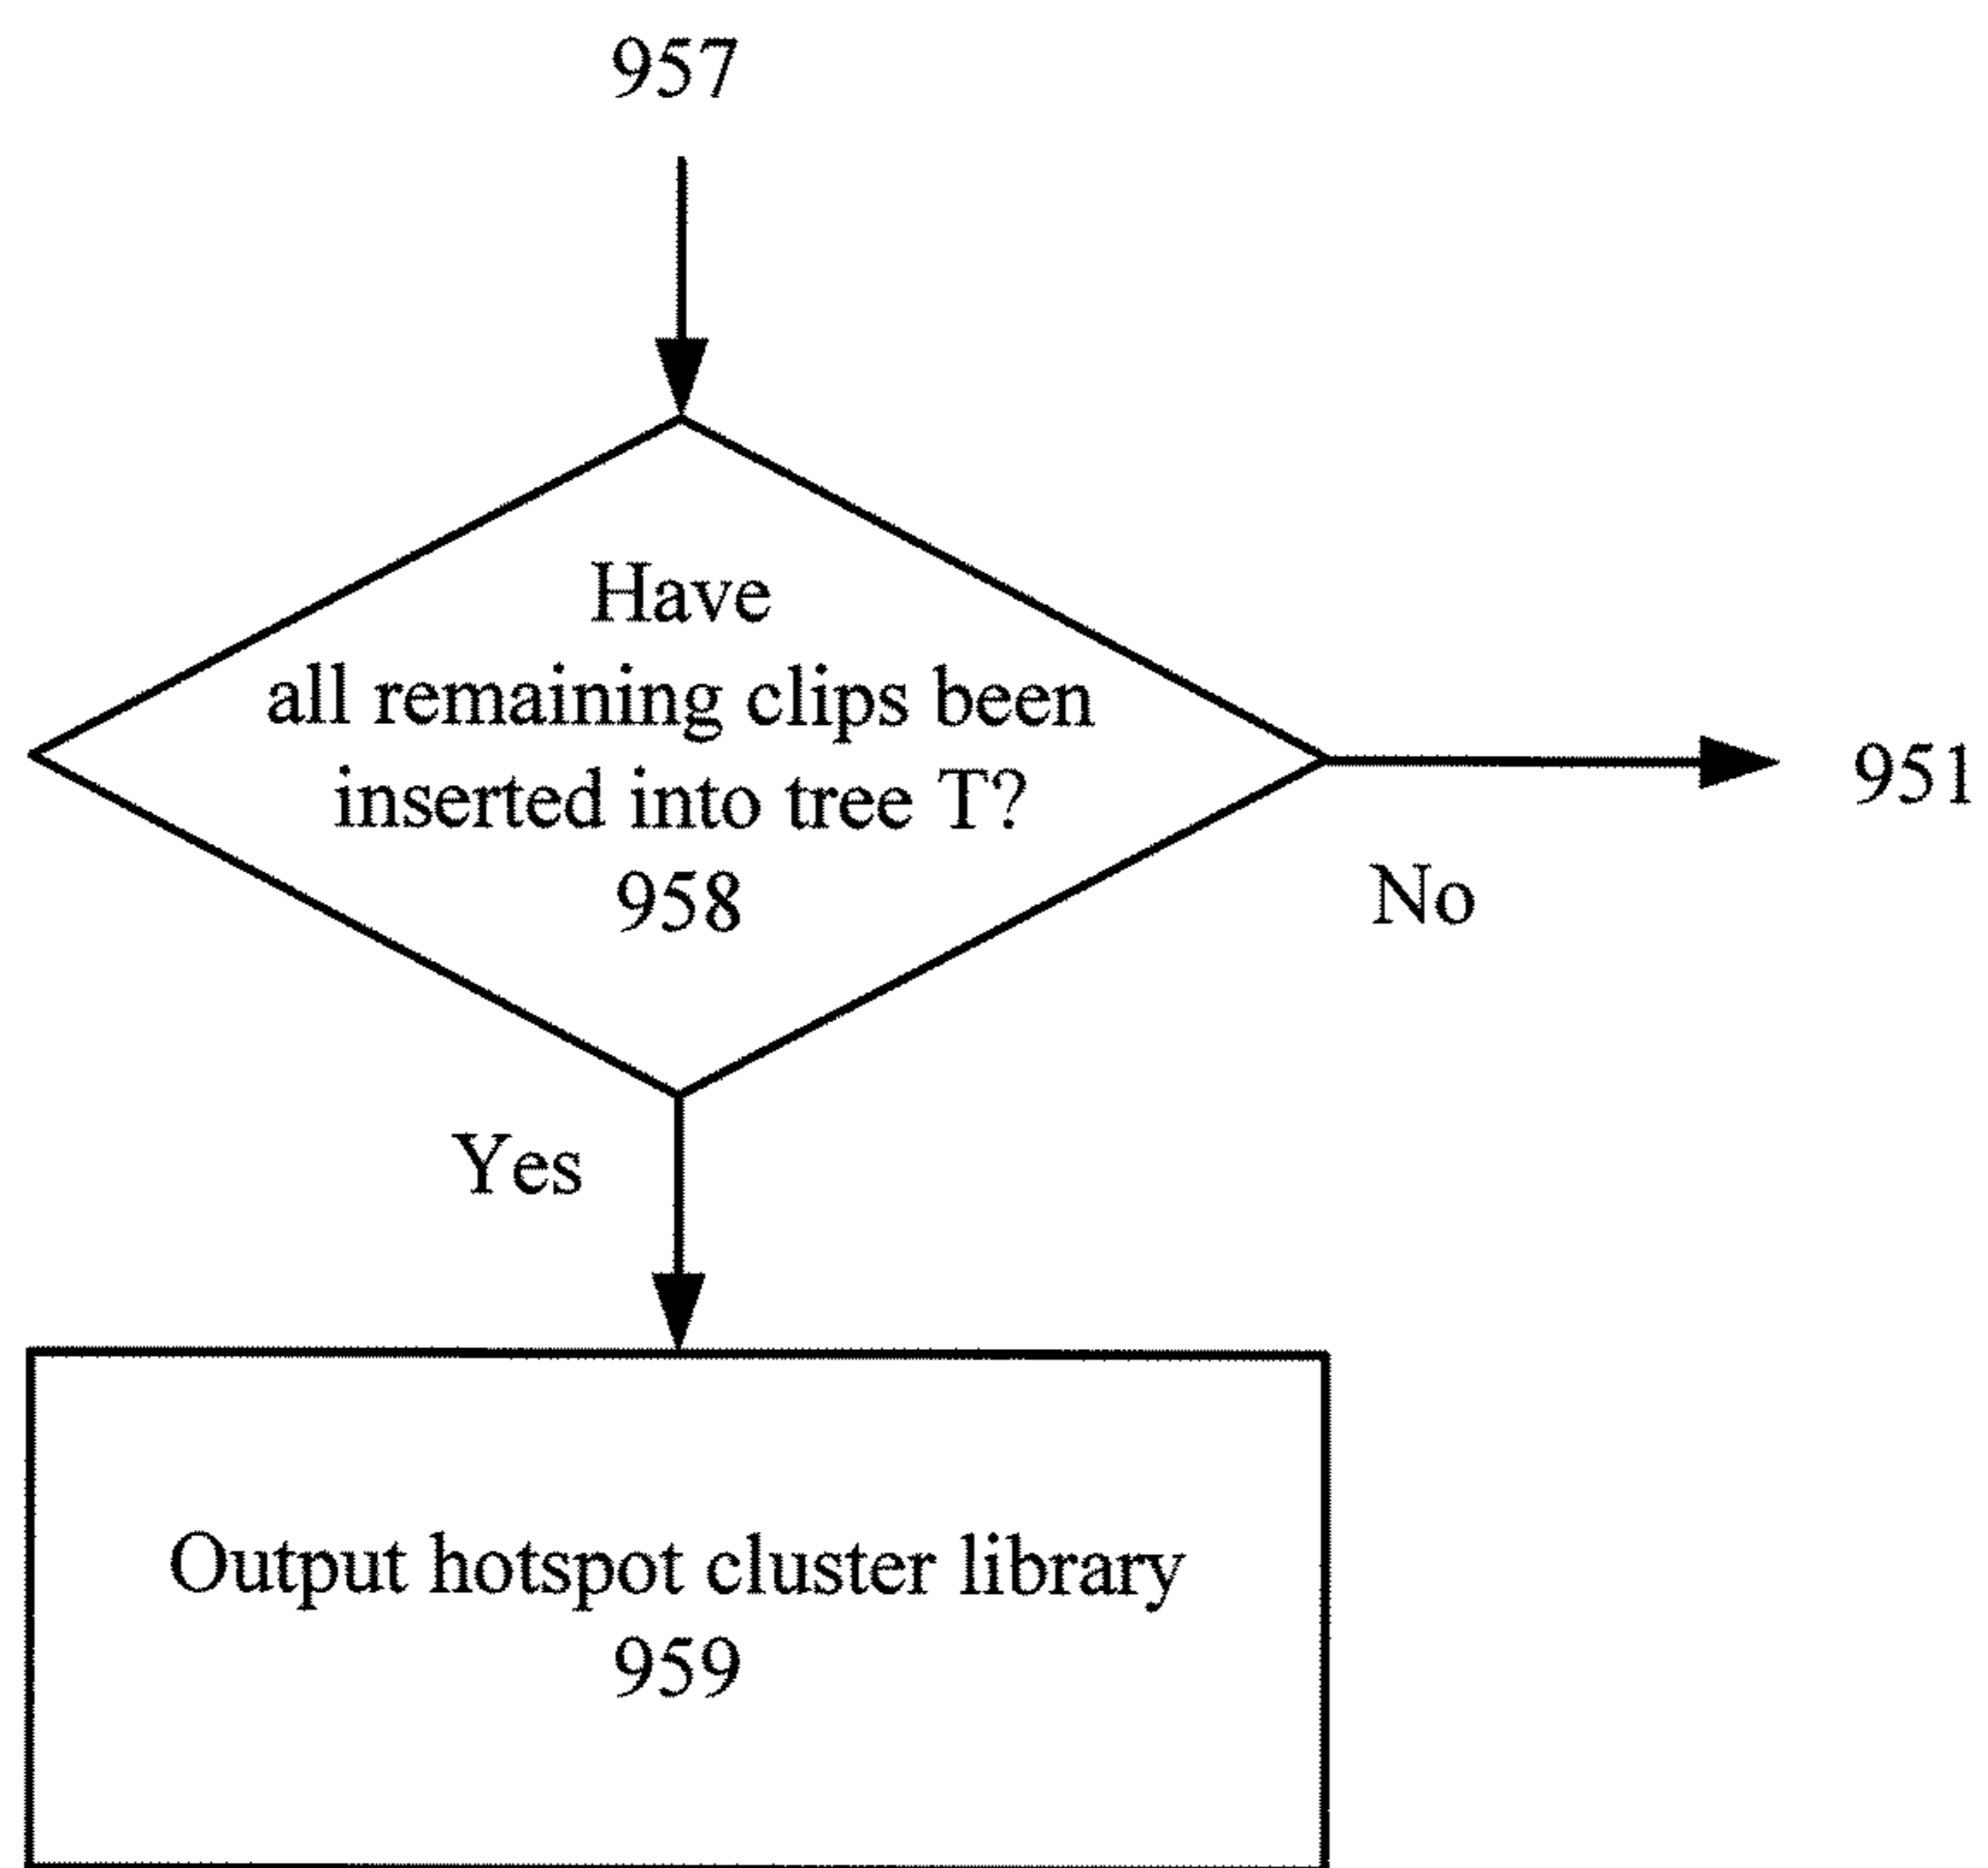 957
Have
all remaining clips been
inserted into tree T?
958
951
No
Yes
Output hotspot cluster library
959